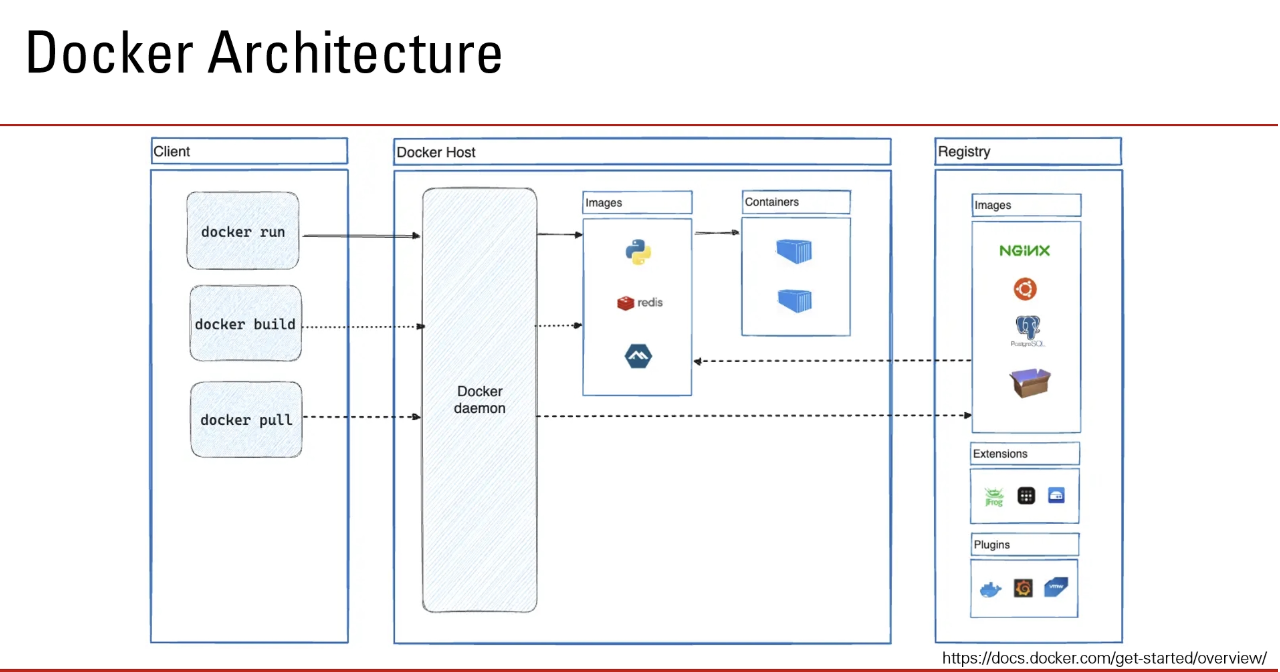 Docker Architecture
Client
docker run
docker build
docker pull
Docker Host
Docker
daemon
Images
redis
Containers
Registry
Images
NGiNX
PostgreSQL
Extensions
JFrog
Plugins
vmw
https://docs.docker.com/get-started/overview/